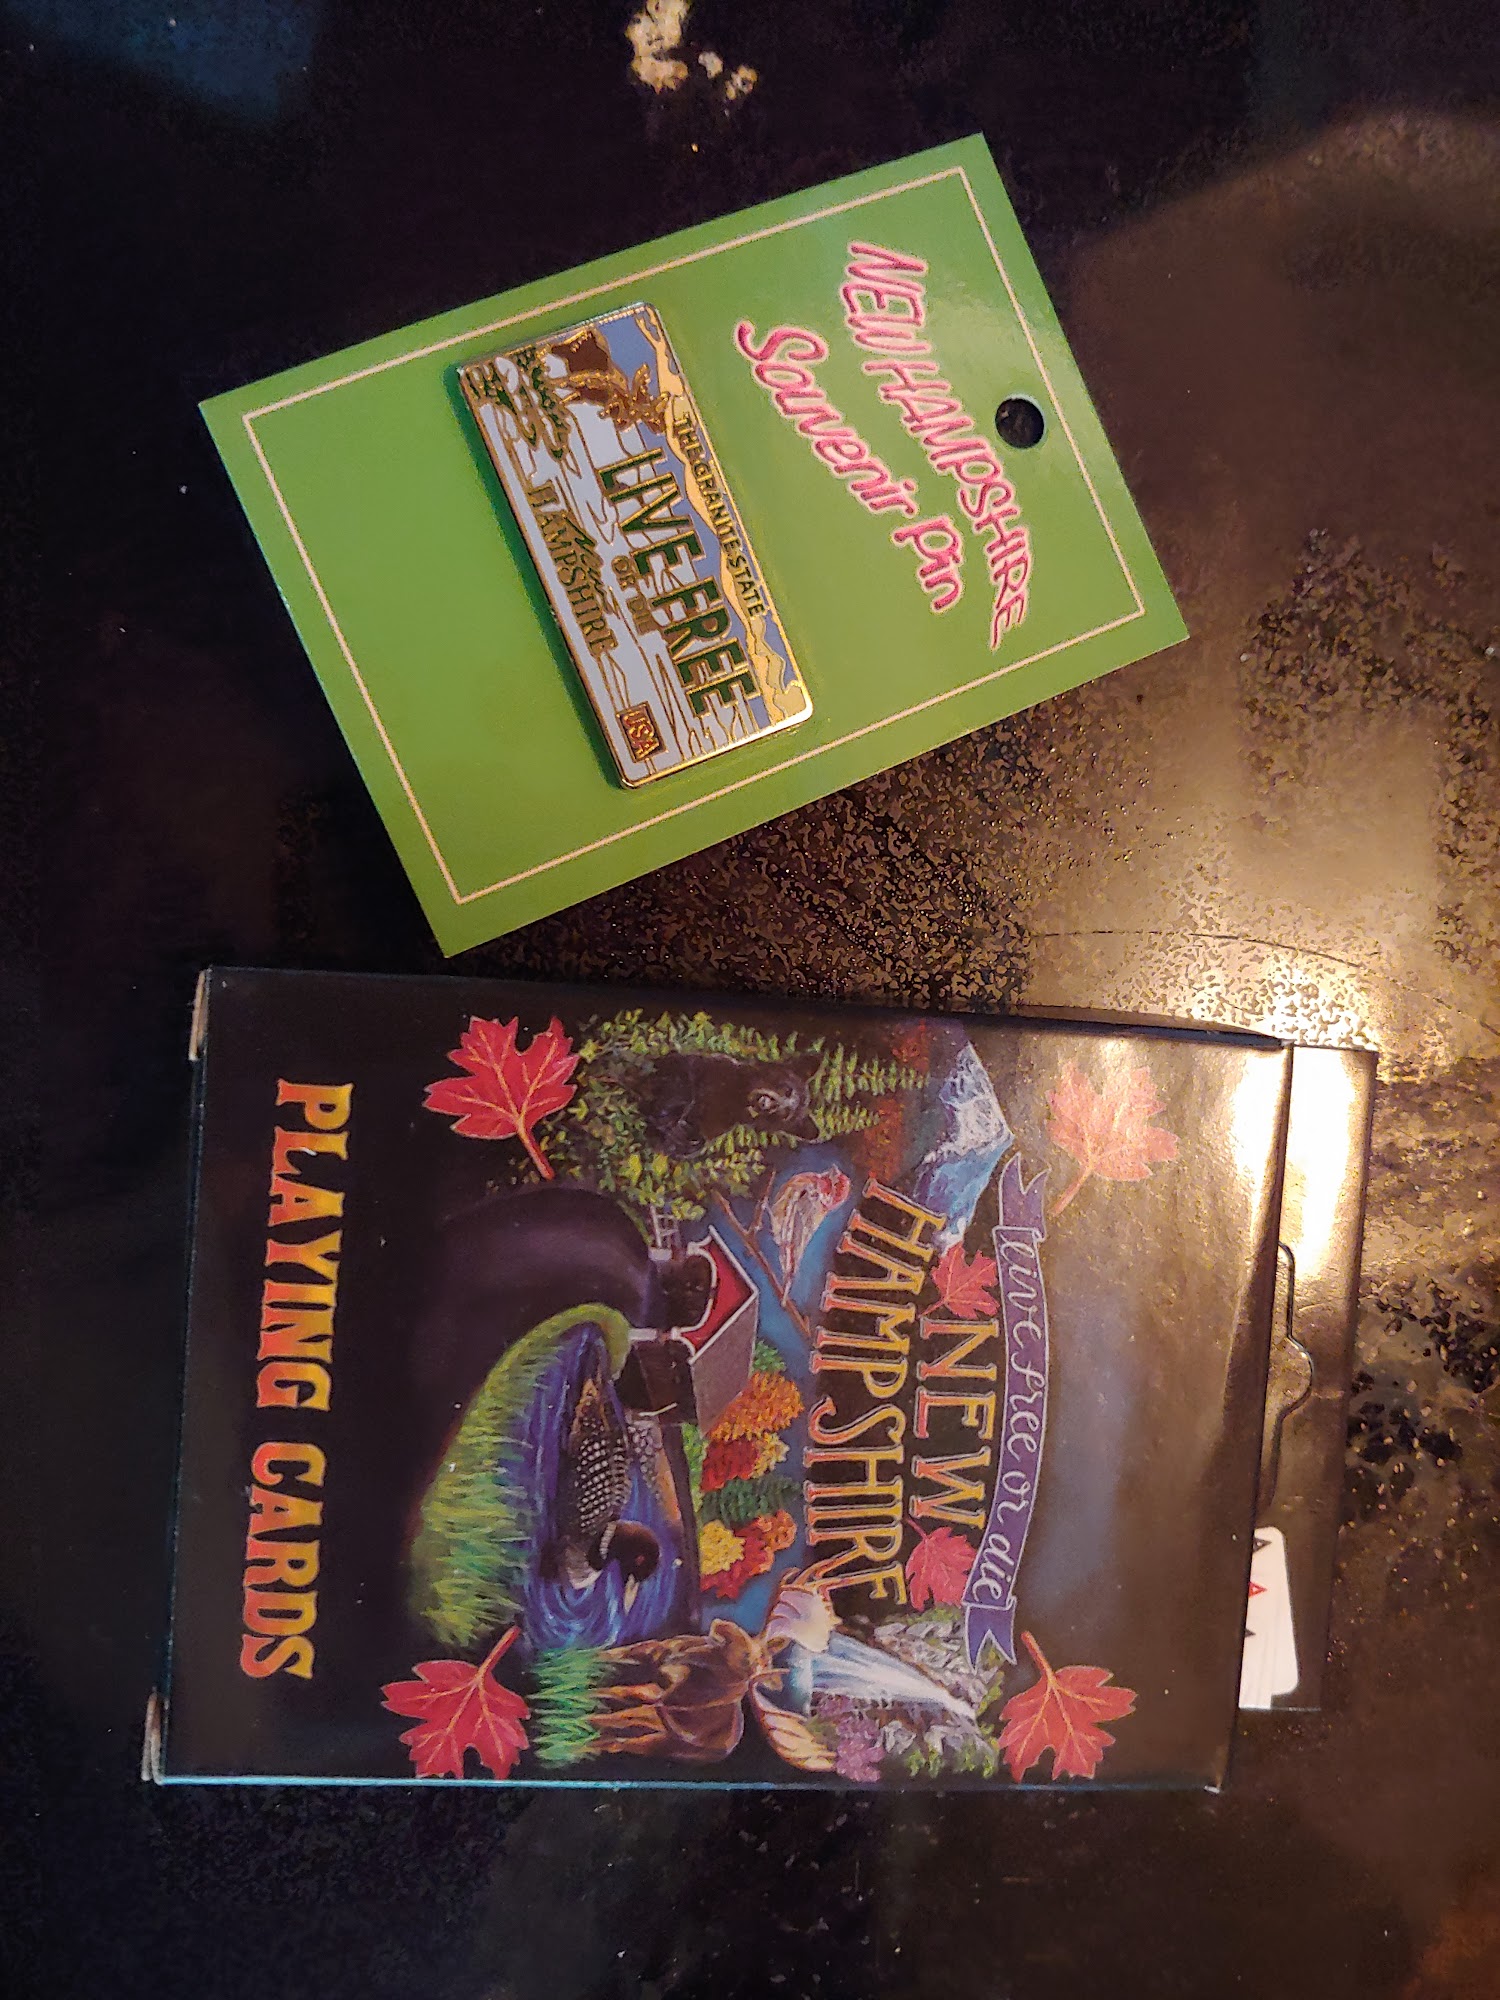 NEW HAMPSHIRE
Souvenir Pin
THE GRANITE STATE
LIVE FREE
OR DIE
New
HAMPSHIRE
USA
live free or die
NEW
HAMPSHIRE
PLAYING CARDS
A
A
A